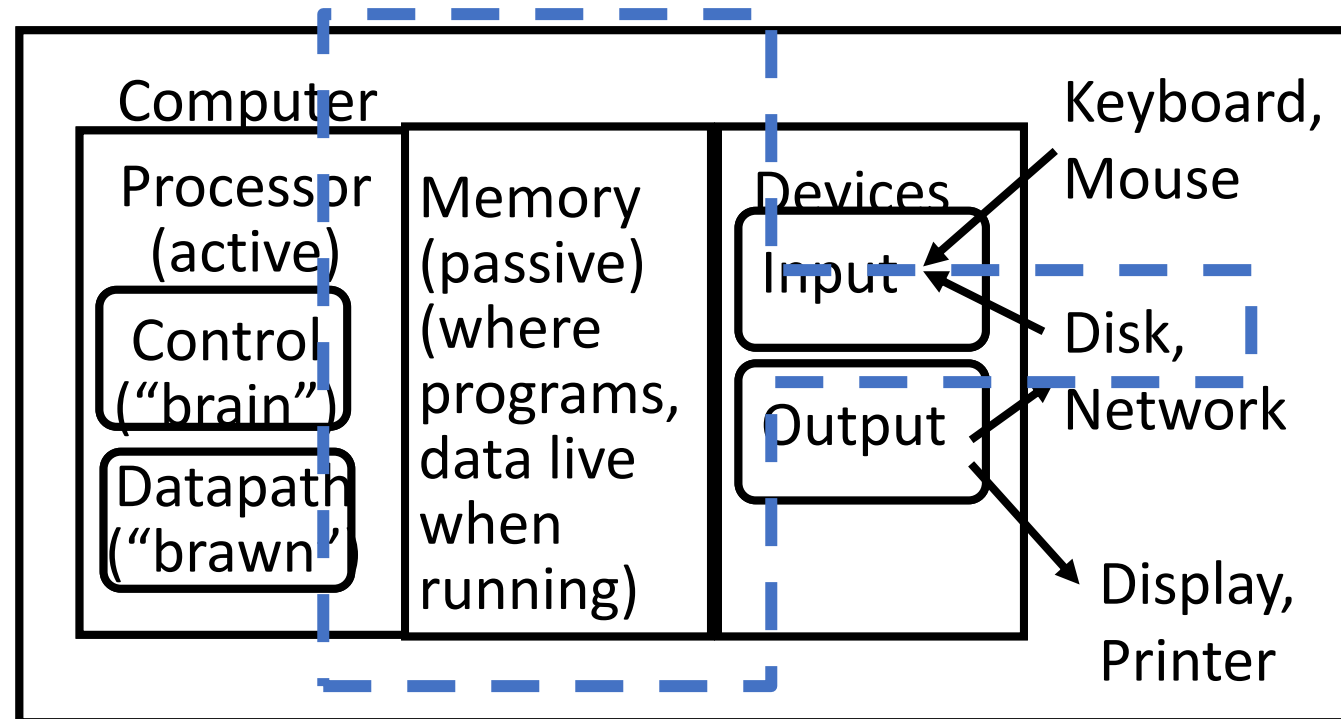 Computer
Processor
(active)
Control
(“brain”)
Datapath
(“brawn”)
Memory
(passive)
(where
programs,
data live
when
running)
Devices
Input
Output
Keyboard,
Mouse
Disk,
Network
Display,
Printer